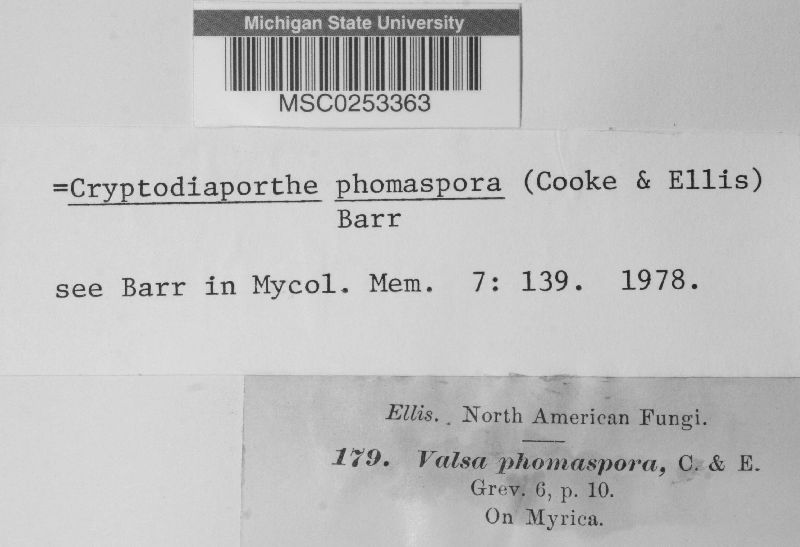 Michigan State University
MSC0253363
=Cryptodiaporthe phomaspora (Cooke & Ellis)
Barr
see Barr in Mycol. Mem. 7: 139. 1978.
Ellis. . North American Fungi.
179. Valsa phomaspora, C. & E.
Grev. 6, p. 10.
On Myrica.